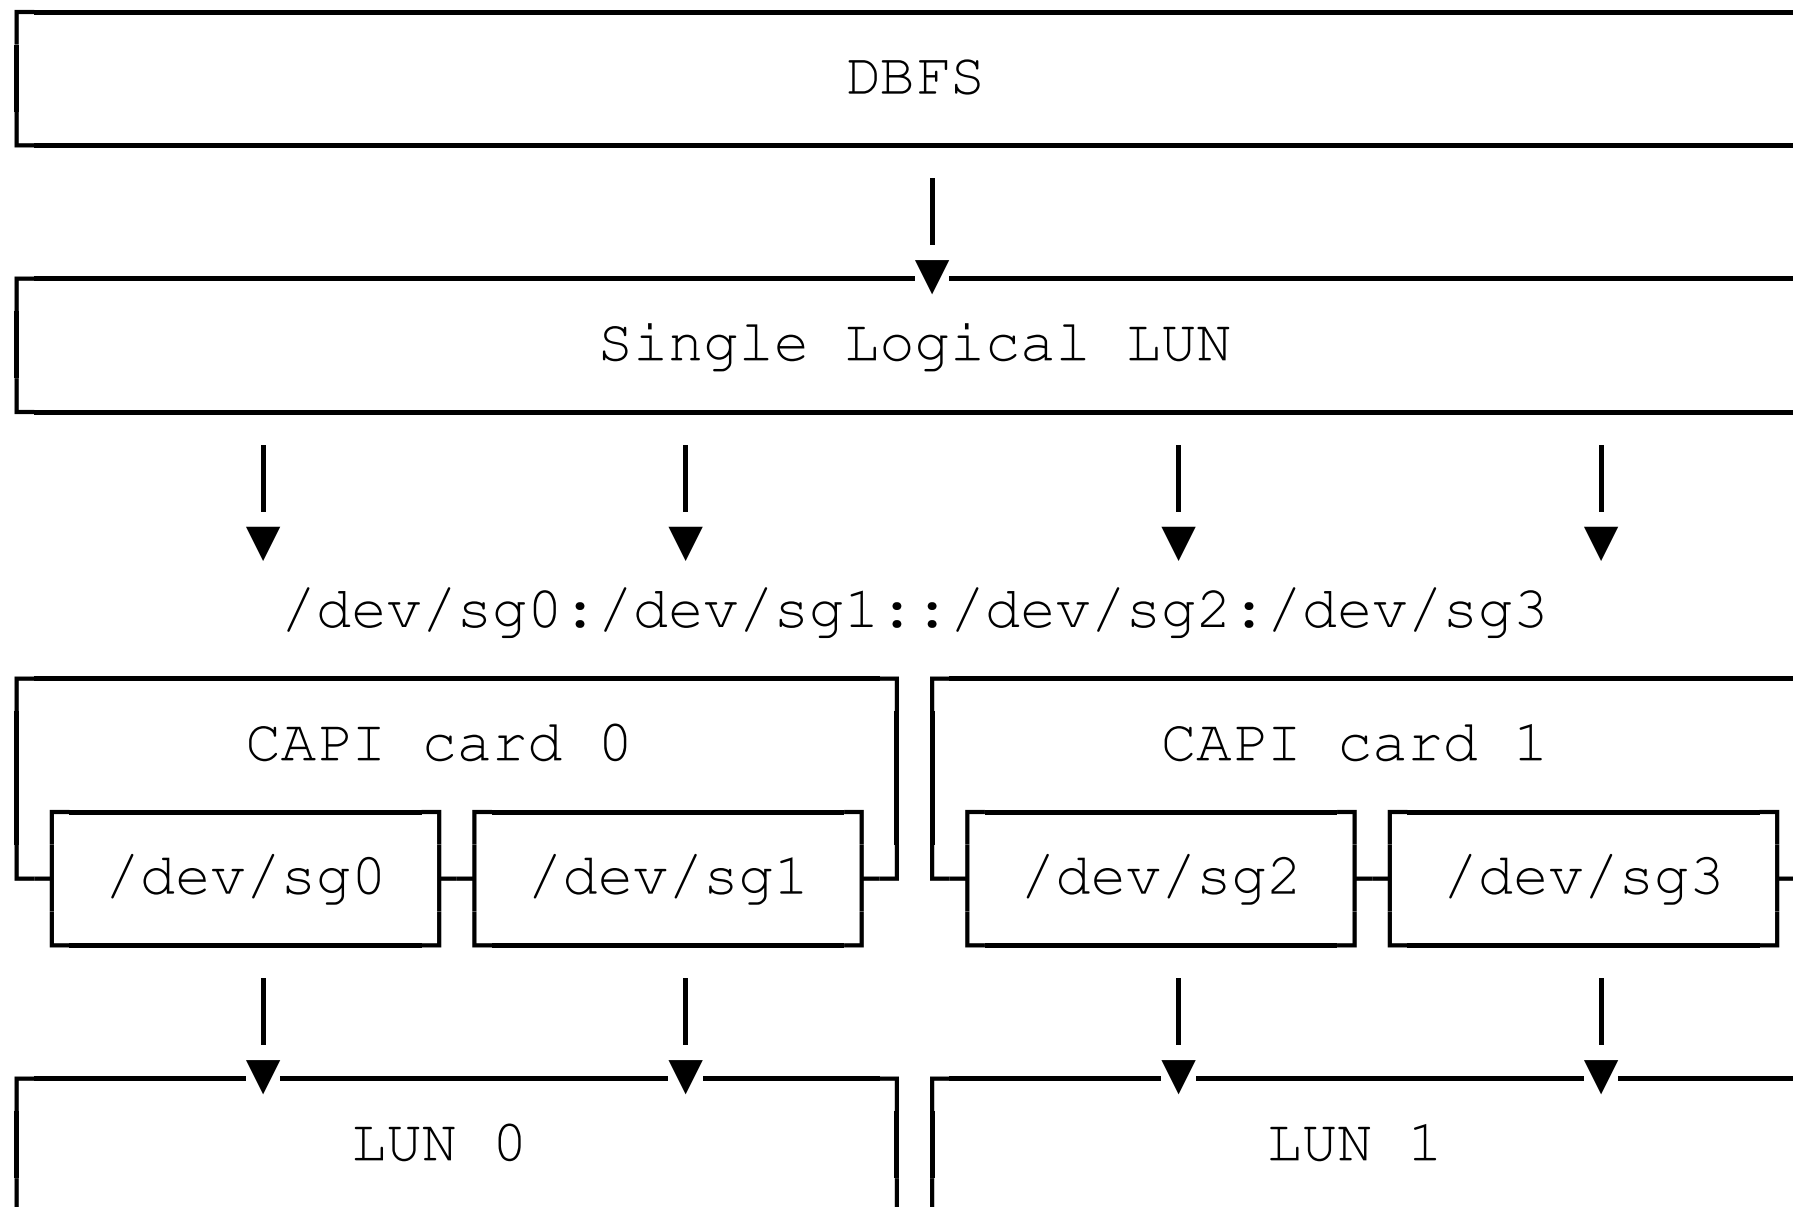 DBFS
Single Logical LUN
/dev/sg0:/dev/sg1::/dev/sg2:/dev/sg3
CAPI card 0 CAPI card 1
/dev/sg0 /dev/sg1 /dev/sg2 /dev/sg3
LUN 0 LUN 1